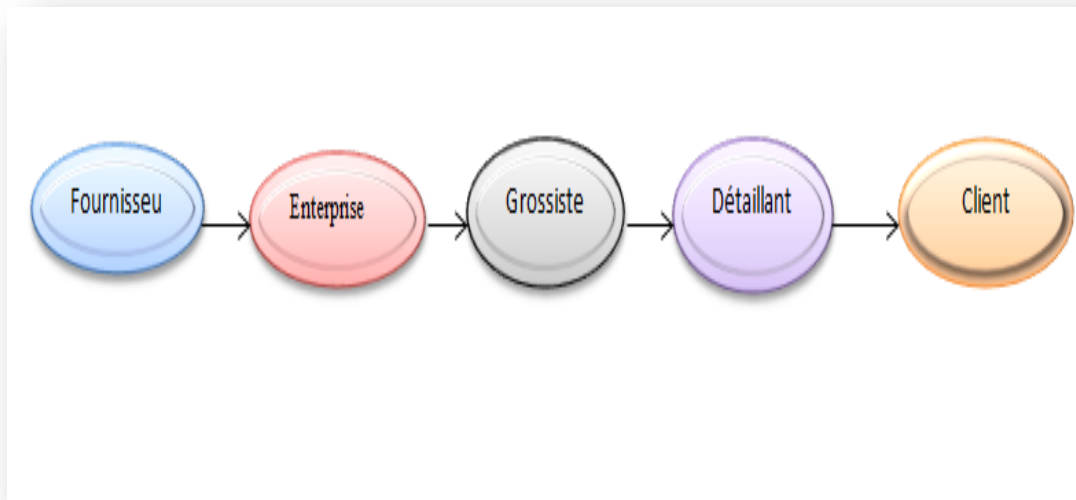 Fournisseu
Enterprise
Grossiste
Détaillant
Client